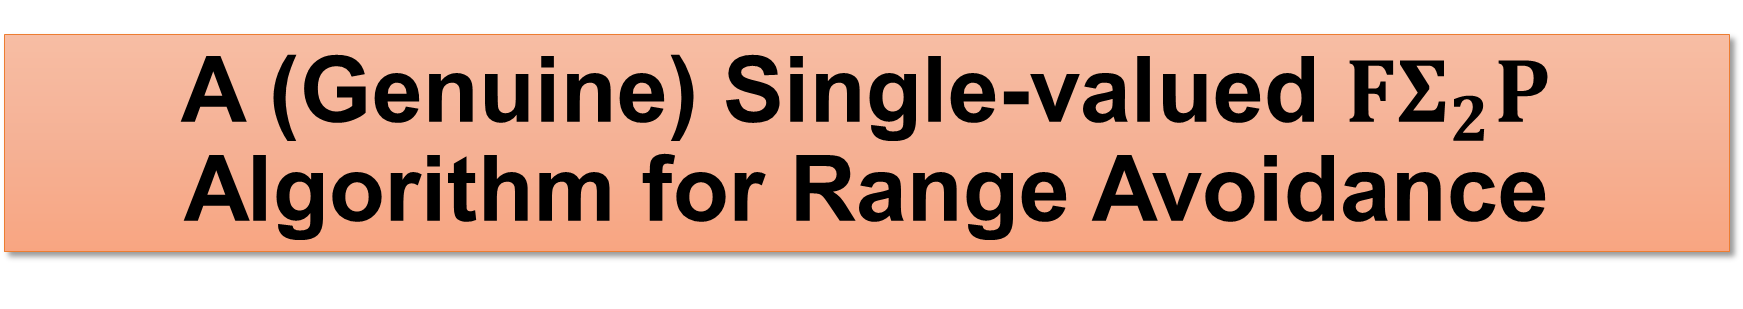 A (Genuine) Single-valued FΣ₂P
Algorithm for Range Avoidance